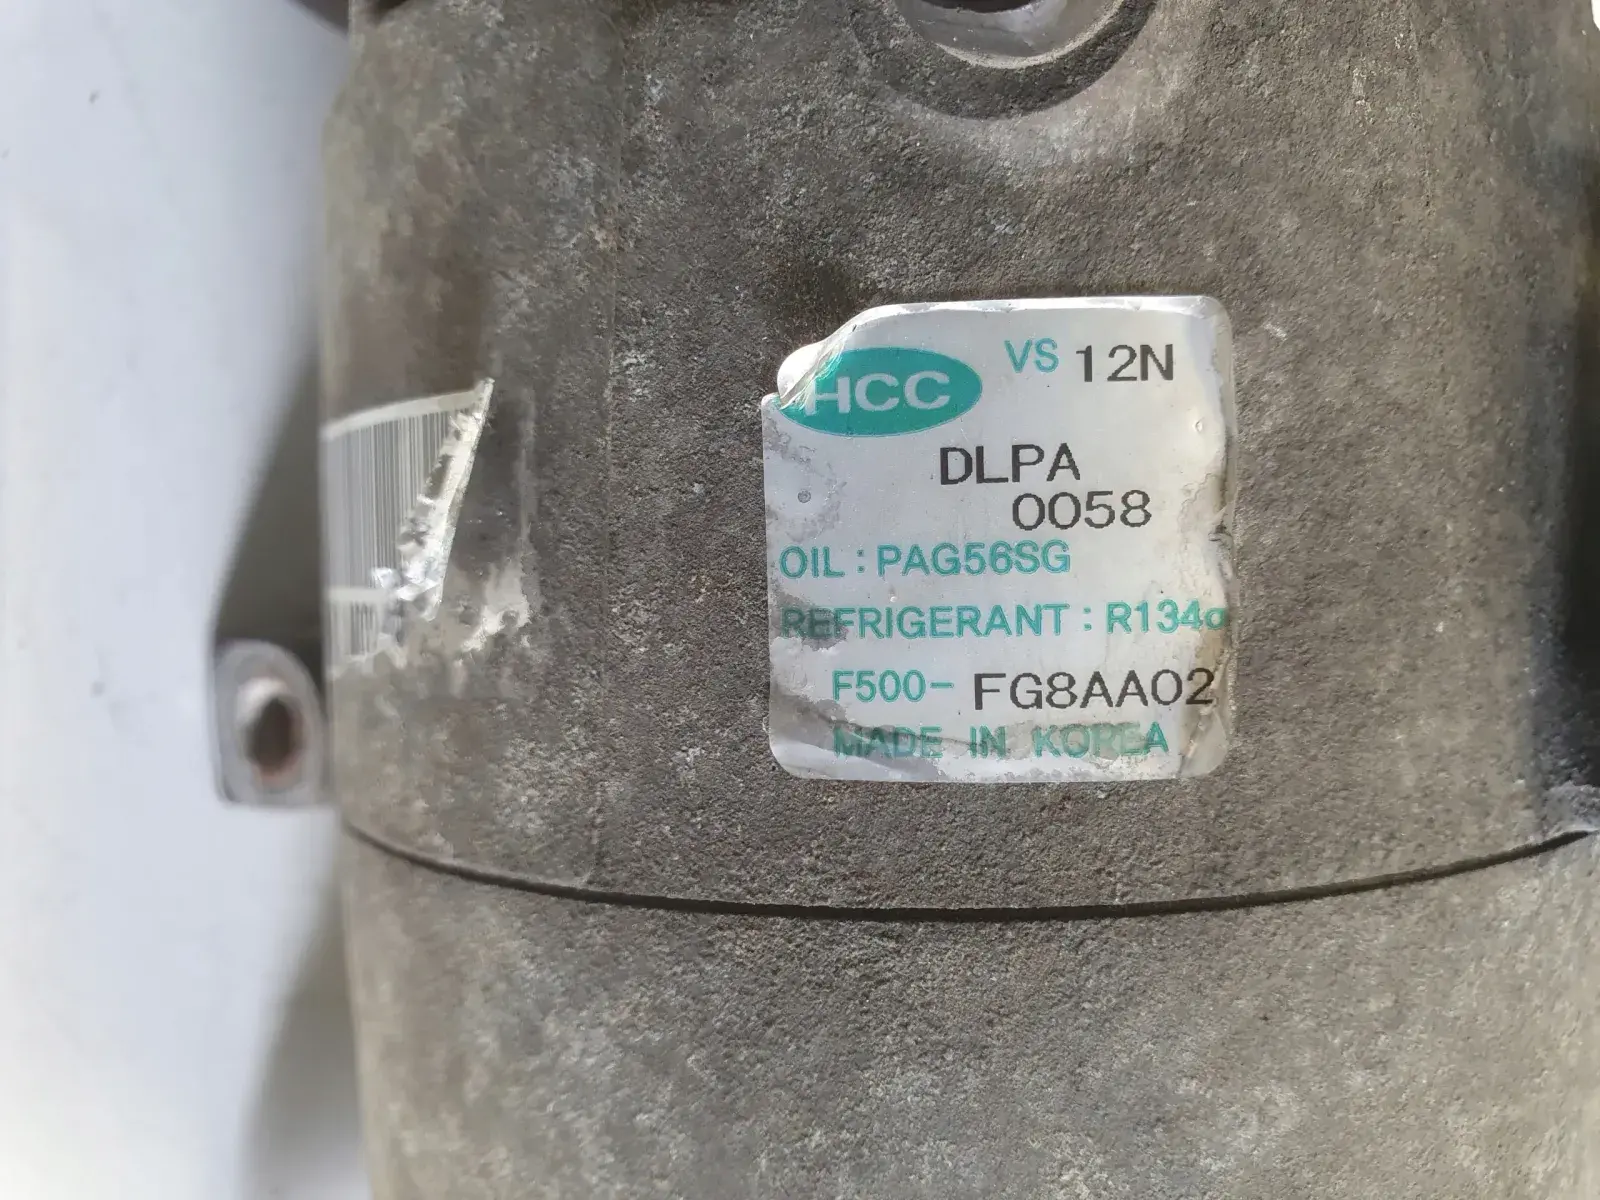 HCC VS 12N
DLPA
0058
OIL : PAG56SG
REFRIGERANT : R134a
F500- FG8AA02
MADE IN KOREA